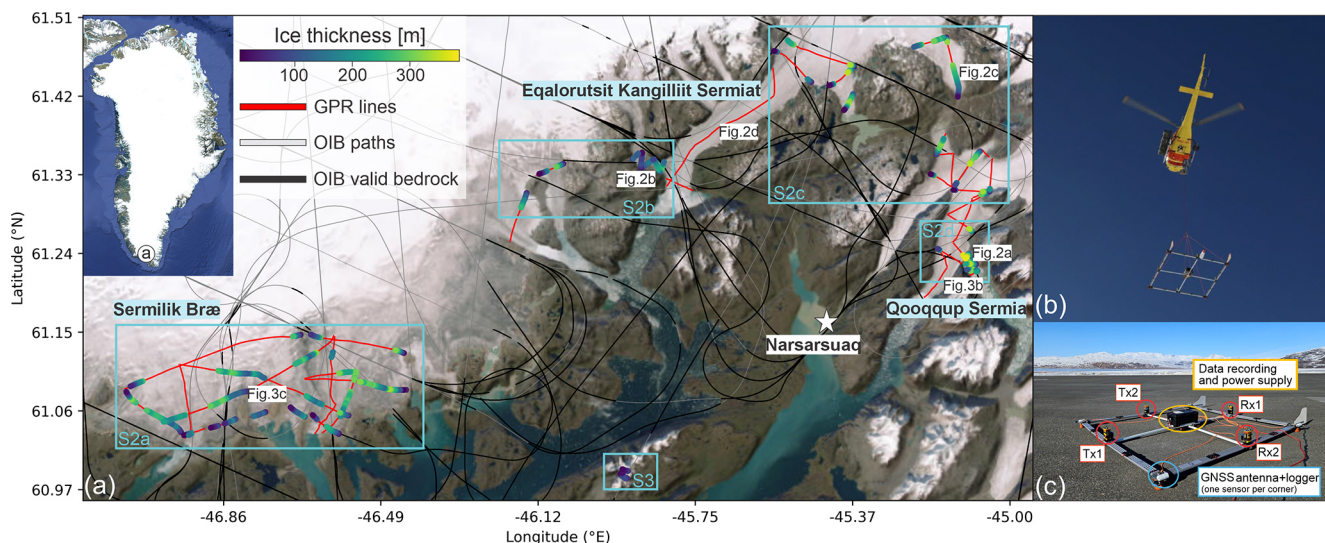 61.51
61.42
61.33
61.24
61.15
61.06
60.97
Latitude (°N)
-46.86
-46.49
-46.12
-45.75
-45.37
-45.00
Longitude (°E)
Ice thickness [m]
100
200
300
GPR lines
OIB paths
OIB valid bedrock
a
Eqalorutsit Kangilliit Sermiat
Fig.2c
Fig.2d
Fig.2b
S2b
S2c
S2d
Fig.2a
Fig.3b
Qooqqup Sermia
Narsarsuaq
Sermilik Bræ
Fig.3c
S2a
S3
(a)
(b)
Data recording
and power supply
Tx2
Rx1
Tx1
Rx2
GNSS antenna+logger
(one sensor per corner)
(c)